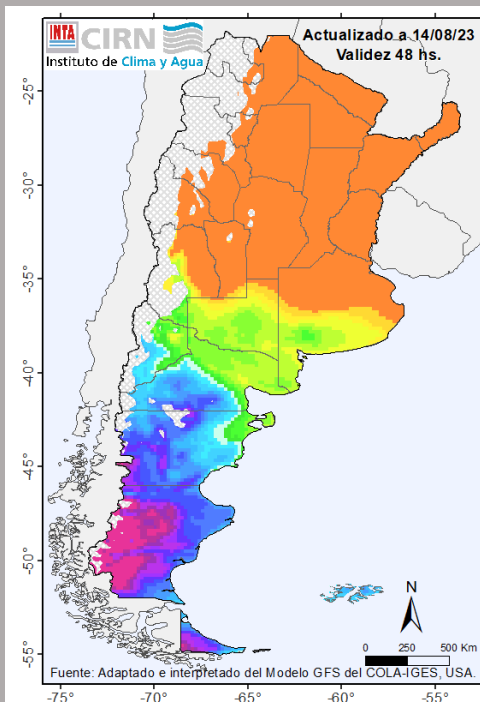 INTA CIRN
Instituto de Clima y Agua
Actualizado a 14/08/23
Validez 48 hs.
-25°
-30°
-35°
-40°
-45°
-50°
-55°
N
0 250 500 Km
Fuente: Adaptado e interpretado del Modelo GFS del COLA-IGES, USA.
-75° -70° -65° -60° -55°